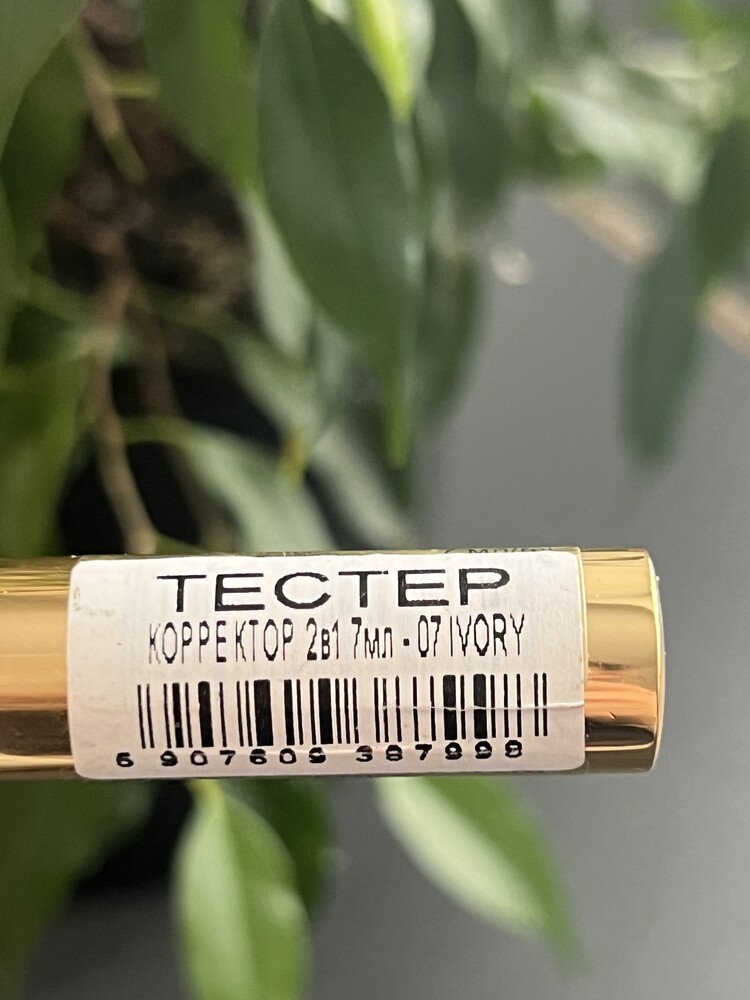 ТЕСТЕР
КОРРЕКТОР 2в1 7мл - 07 IVORY
6 907609 387998